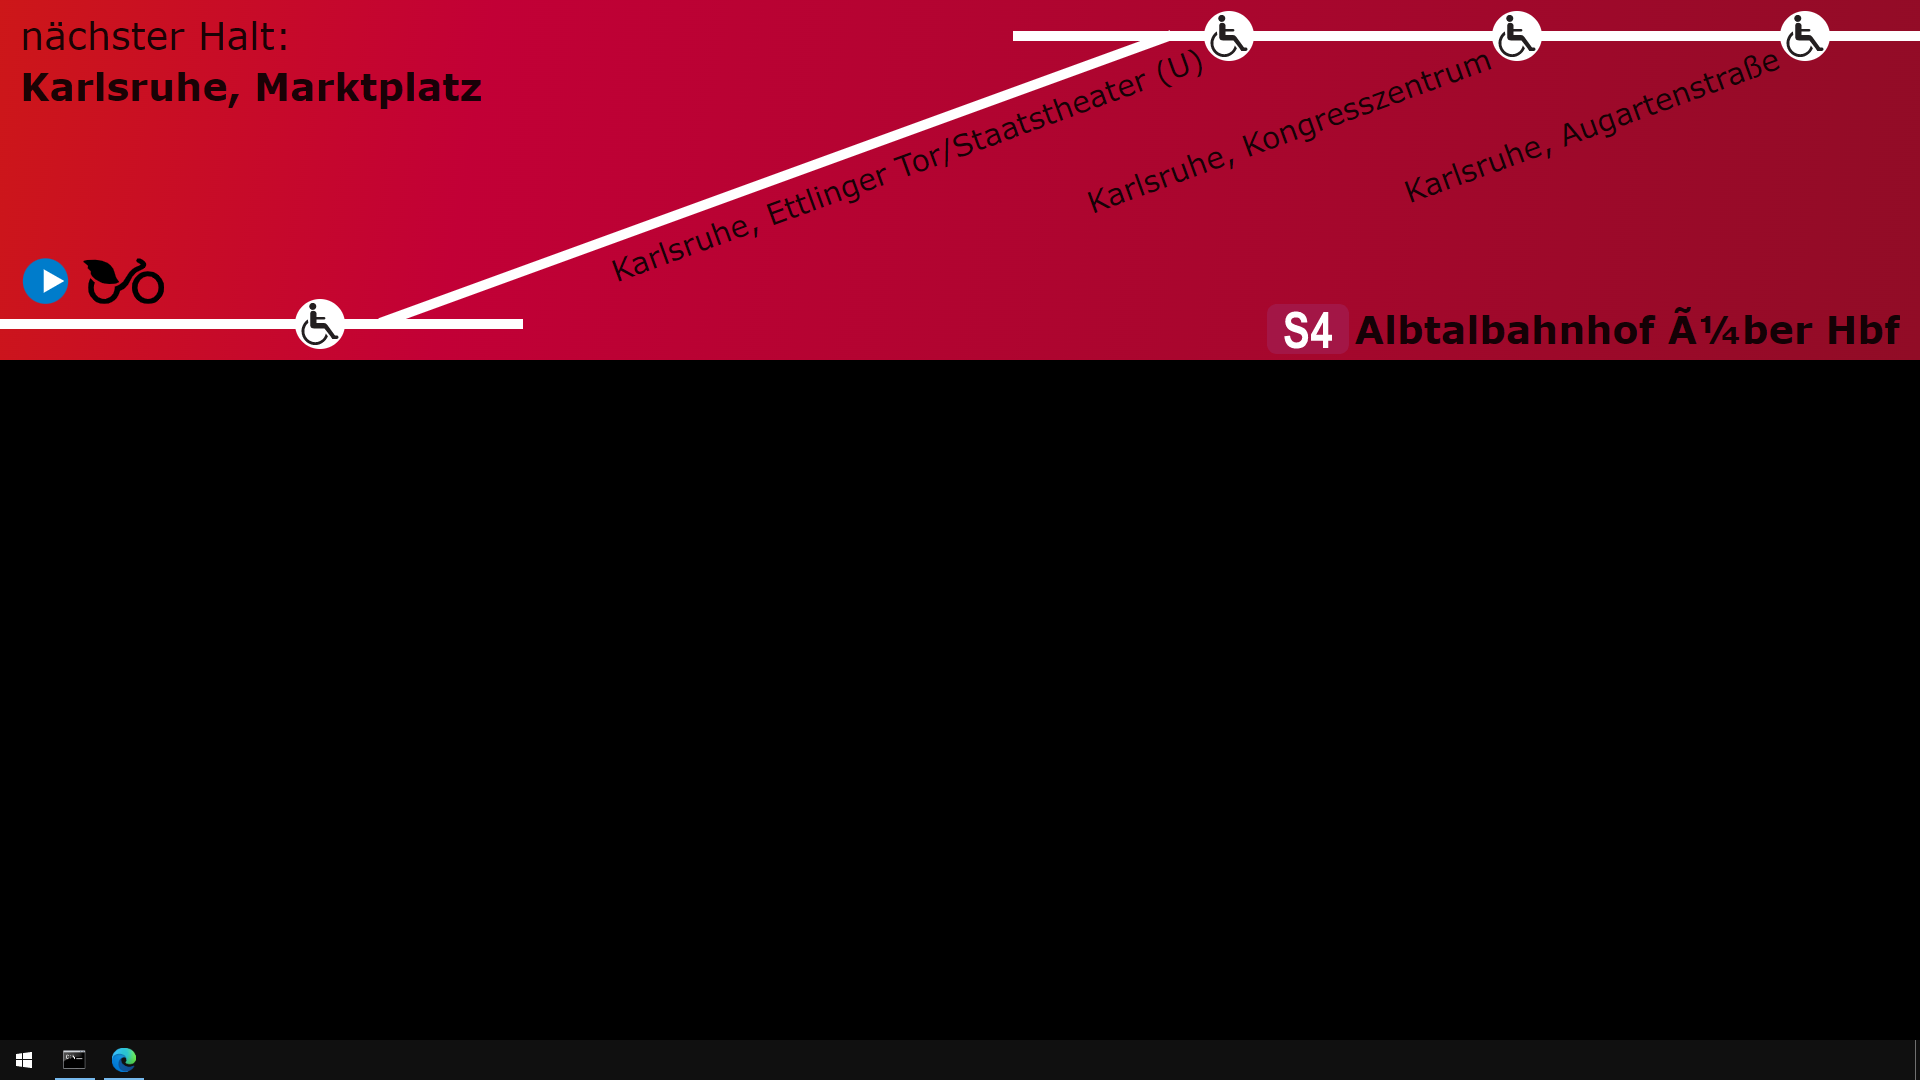 nächster Halt:
Karlsruhe, Marktplatz
Karlsruhe, Ettlinger Tor/Staatstheater (U)
Karlsruhe, Kongresszentrum
Karlsruhe, Augartenstraße
S4 Albtalbahnhof Ã¼ber Hbf